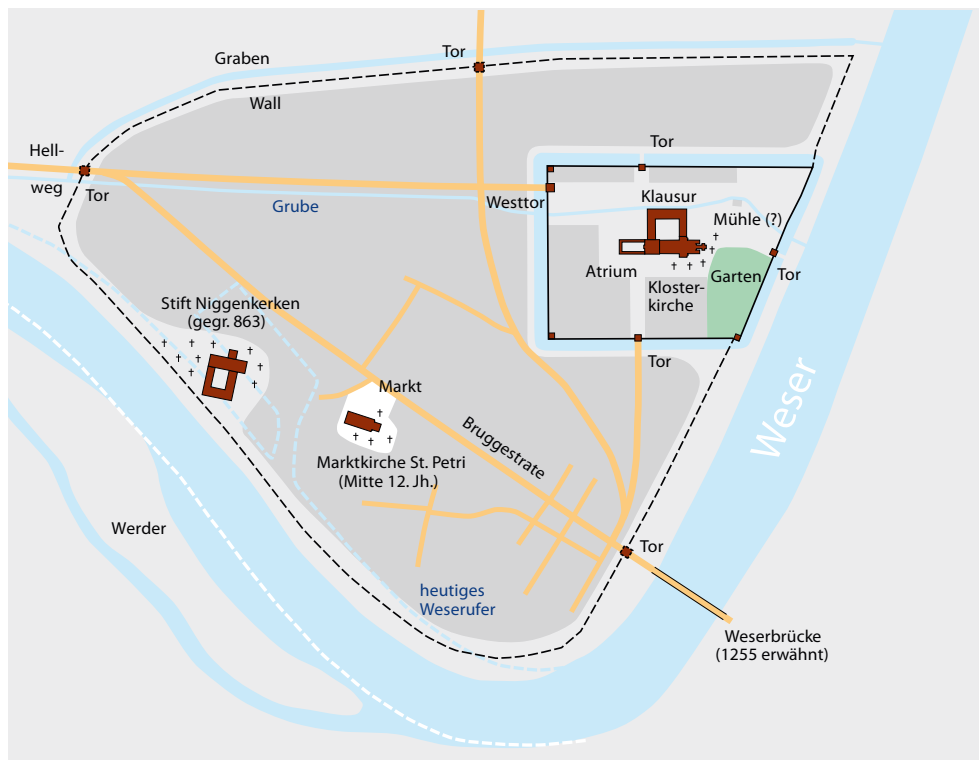 Graben
Tor
Wall
Hell-
weg
Tor
Grube
Westtor
Tor
Klausur
Mühle (?)
Atrium
Kloster-
kirche
Garten
Tor
Tor
Stift Niggenkerken
(gegr. 863)
Markt
Marktkirche St. Petri
(Mitte 12. Jh.)
Bruggestrate
Weser
Werder
heutiges
Weserufer
Tor
Weserbrücke
(1255 erwähnt)